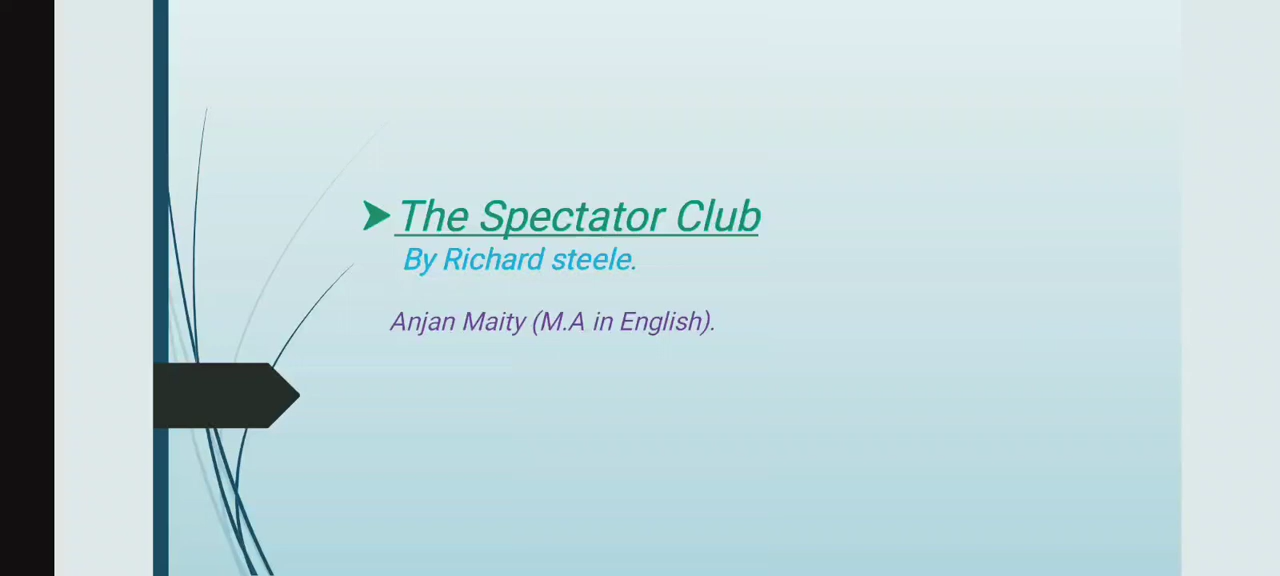 The Spectator Club
By Richard steele.
Anjan Maity (M.A in English).